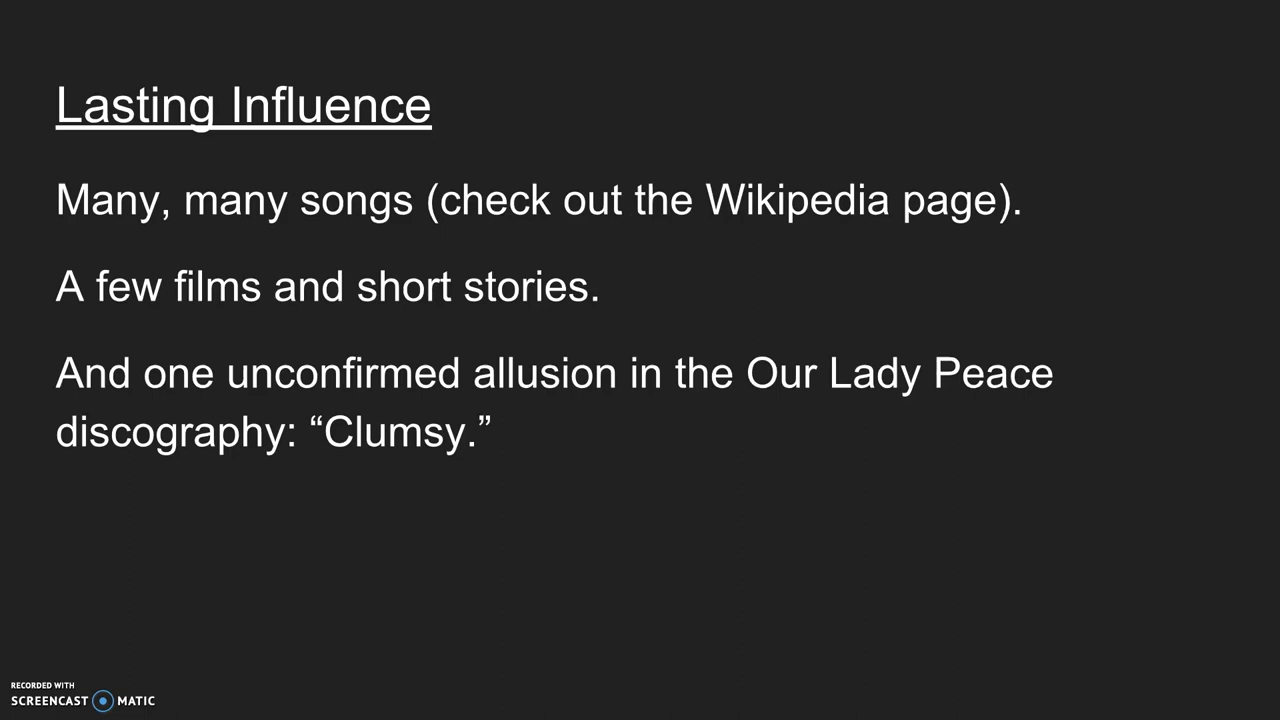 Lasting Influence
Many, many songs (check out the Wikipedia page).
A few films and short stories.
And one unconfirmed allusion in the Our Lady Peace
discography: “Clumsy.”
RECORDED WITH
SCREENCAST MATIC